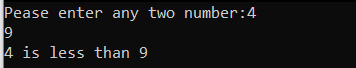 Pease enter any two number:4
9
4 is less than 9